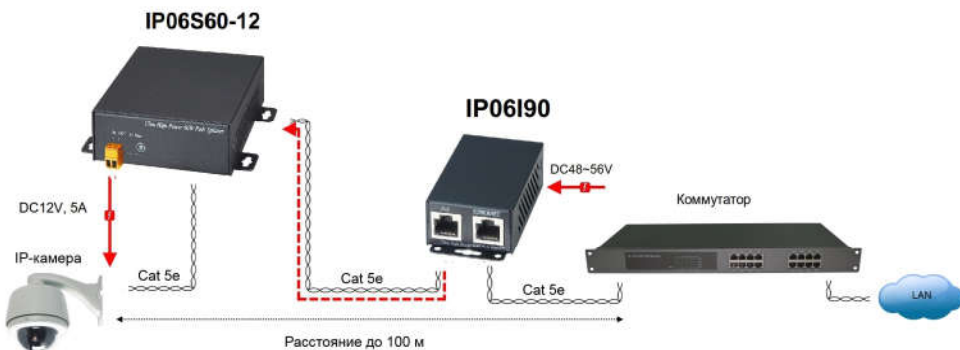 IP06S60-12
IP06I90
DC48~56V
Коммутатор
DC12V, 5A
IP-камера
Cat 5e
Cat 5e
Cat 5e
LAN
Расстояние до 100 м